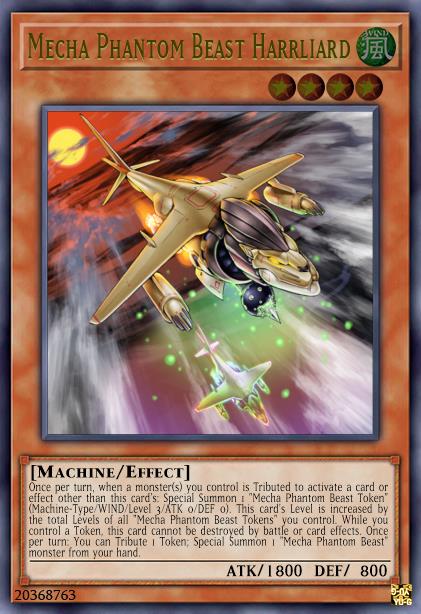 MECHA PHANTOM BEAST HARRLIARD
WIND
風
[MACHINE/EFFECT]
Once per turn, when a monster(s) you control is Tributed to activate a card or
effect other than this card's: Special Summon 1 "Mecha Phantom Beast Token"
(Machine-Type/WIND/Level 3/ATK 0/DEF 0). This card's Level is increased by
the total Levels of all "Mecha Phantom Beast Tokens" you control. While you
control a Token, this card cannot be destroyed by battle or card effects. Once
per turn: You can Tribute 1 Token; Special Summon 1 "Mecha Phantom Beast"
monster from your hand.
ATK/1800 DEF/ 800
20368763